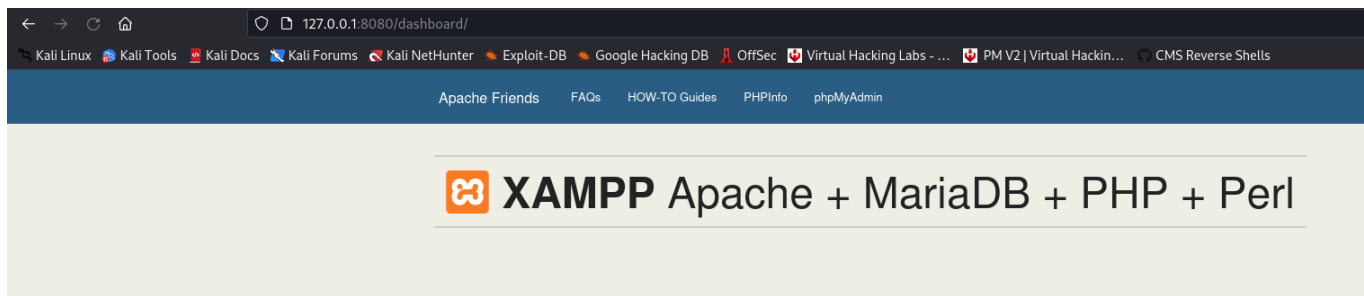 127.0.0.1:8080/dashboard/
Kali Linux Kali Tools Kali Docs Kali Forums Kali NetHunter Exploit-DB Google Hacking DB OffSec Virtual Hacking Labs - ... PM V2 | Virtual Hackin... CMS Reverse Shells
Apache Friends FAQs HOW-TO Guides PHPInfo phpMyAdmin
XAMPP Apache + MariaDB + PHP + Perl